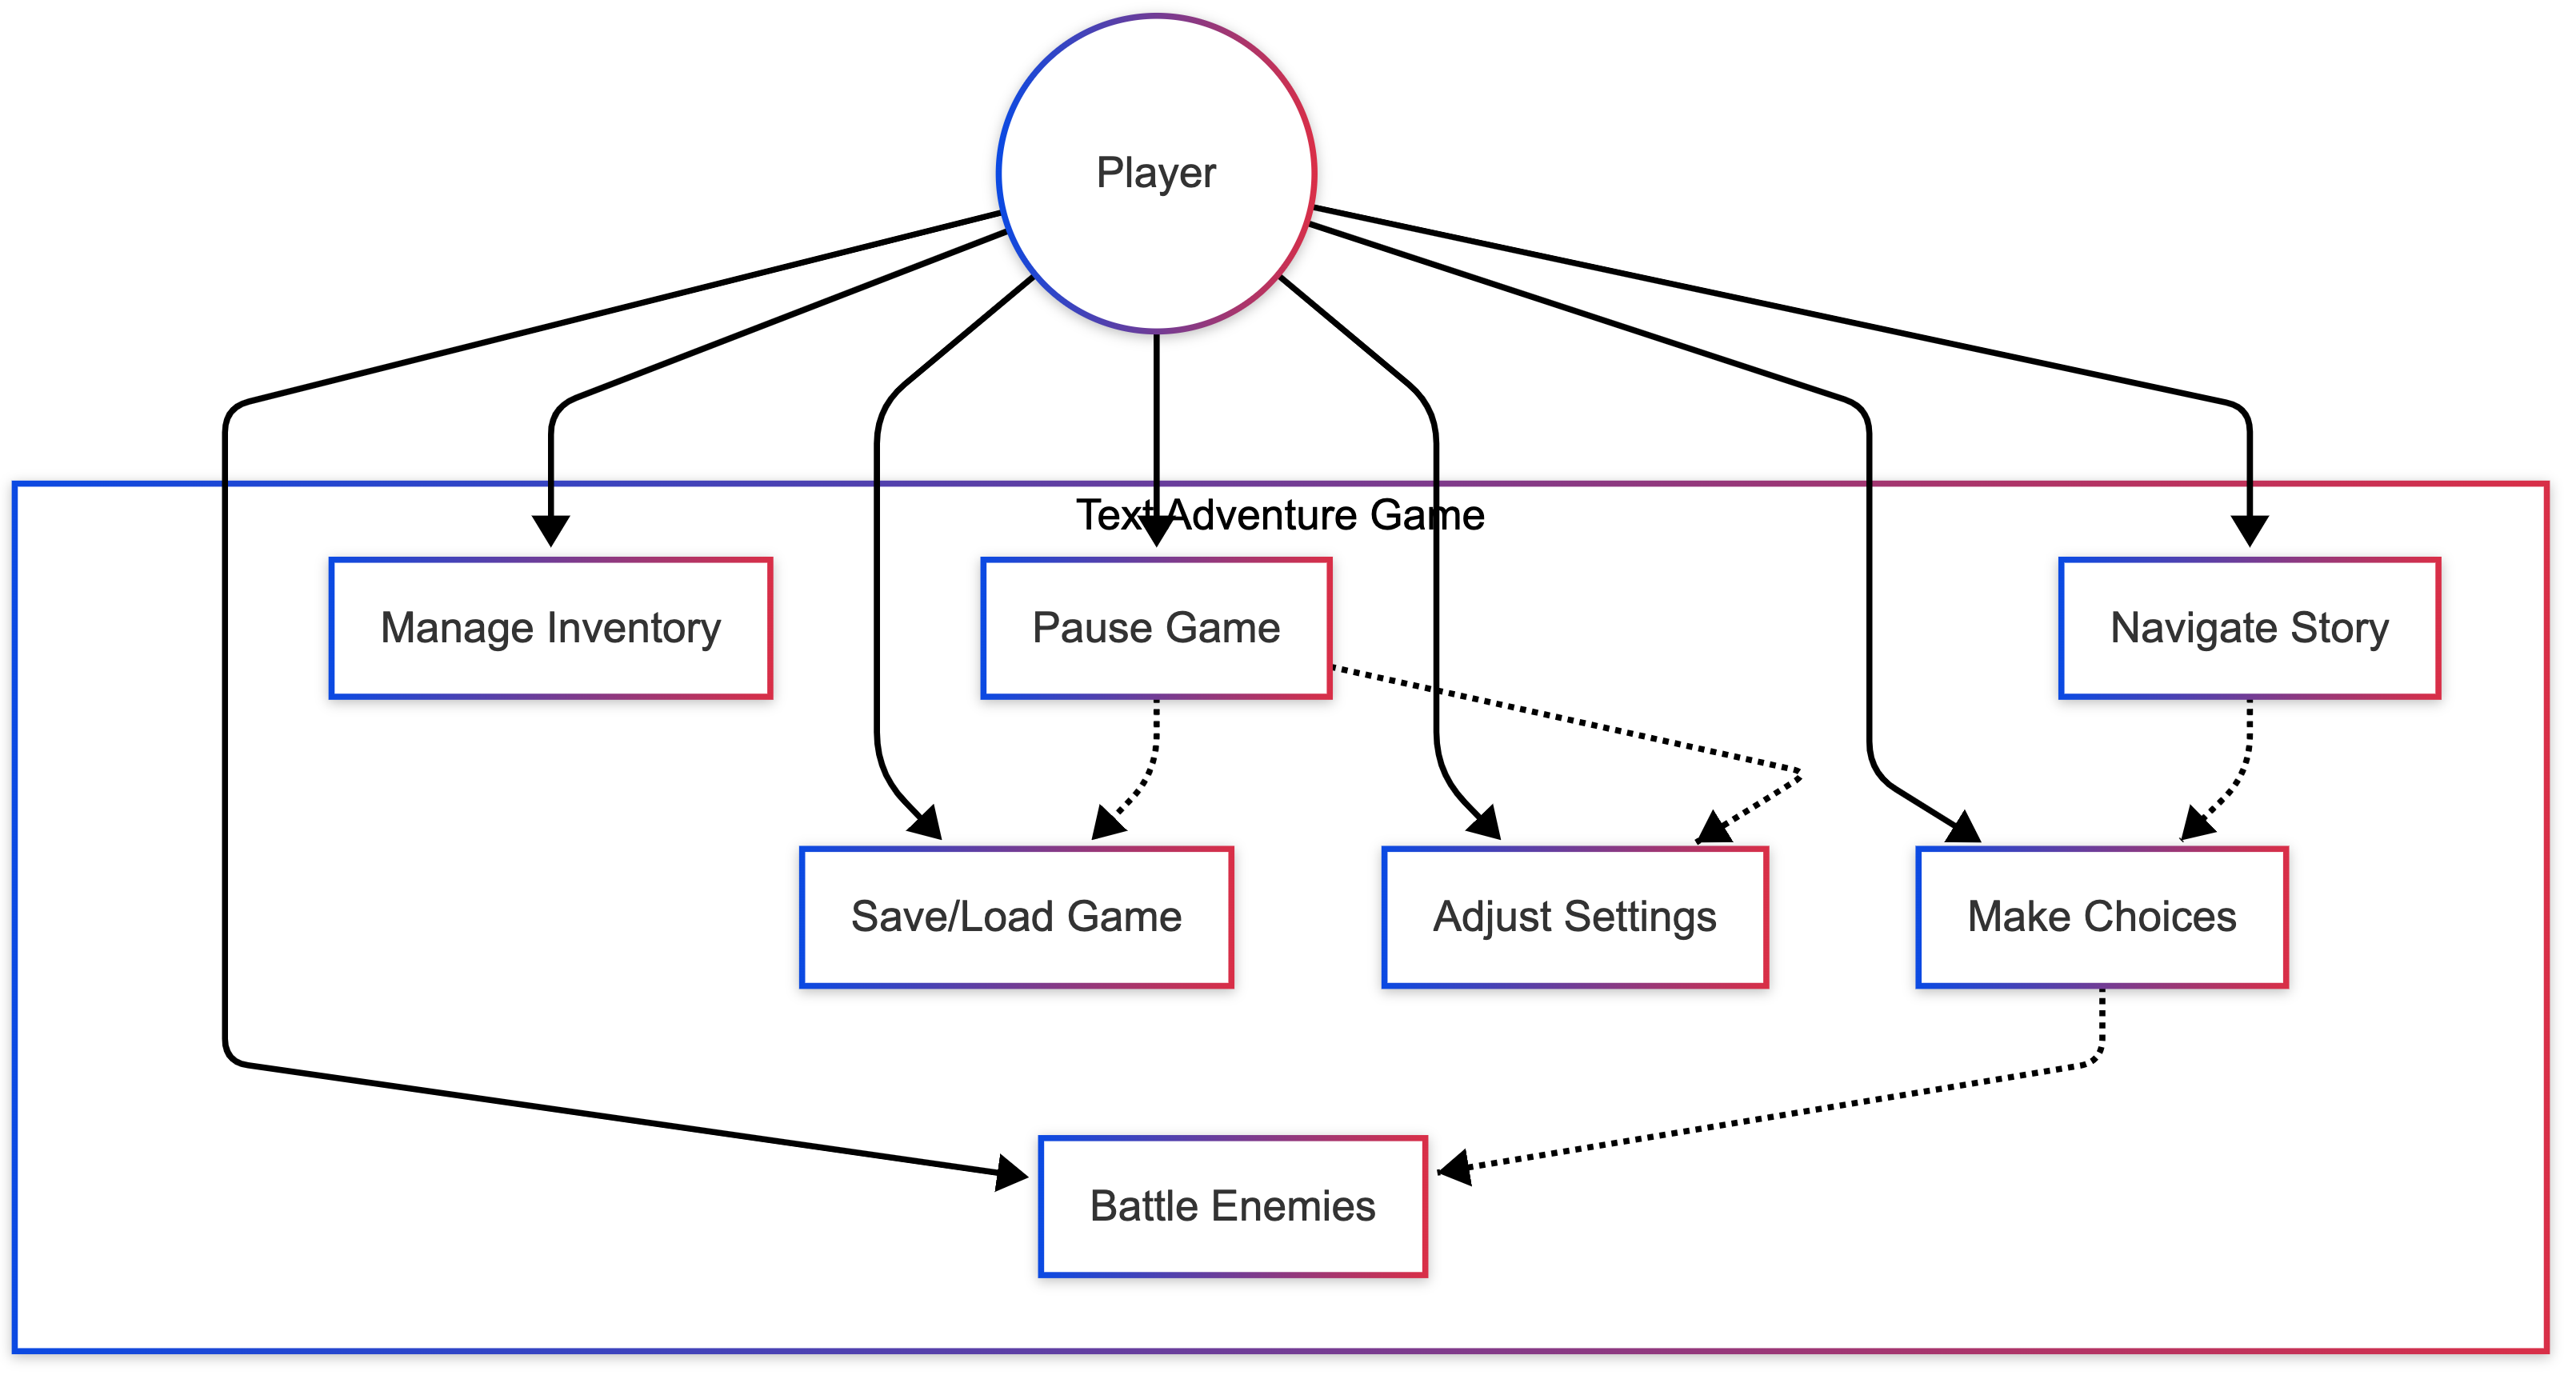 Player
Text Adventure Game
Manage Inventory
Pause Game
Navigate Story
Save/Load Game
Adjust Settings
Make Choices
Battle Enemies